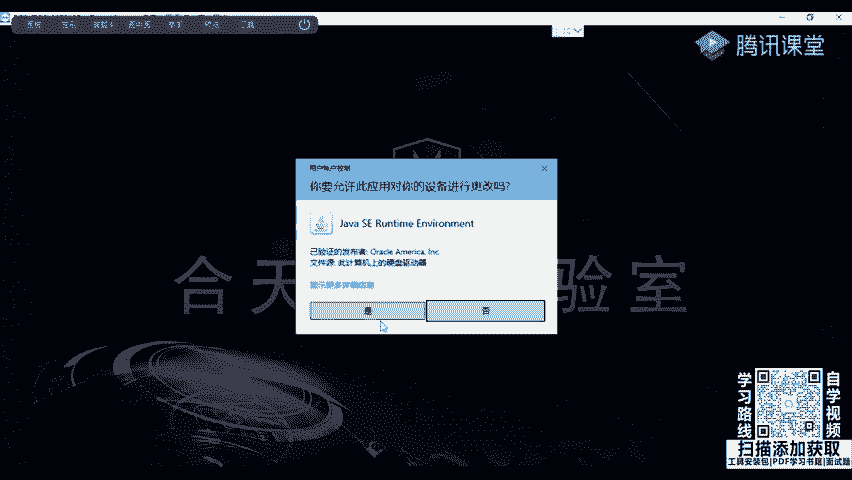 腾讯课堂
用户帐户控制
你要允许此应用对你的设备进行更改吗?
Java SE Runtime Environment
已验证的发布者: Oracle America, Inc.
文件源: 此计算机上的硬盘驱动器
显示更多详细信息
是
否
合天
验室
学习路线
自学视频
扫描添加获取
工具安装包|PDF学习书籍|面试题